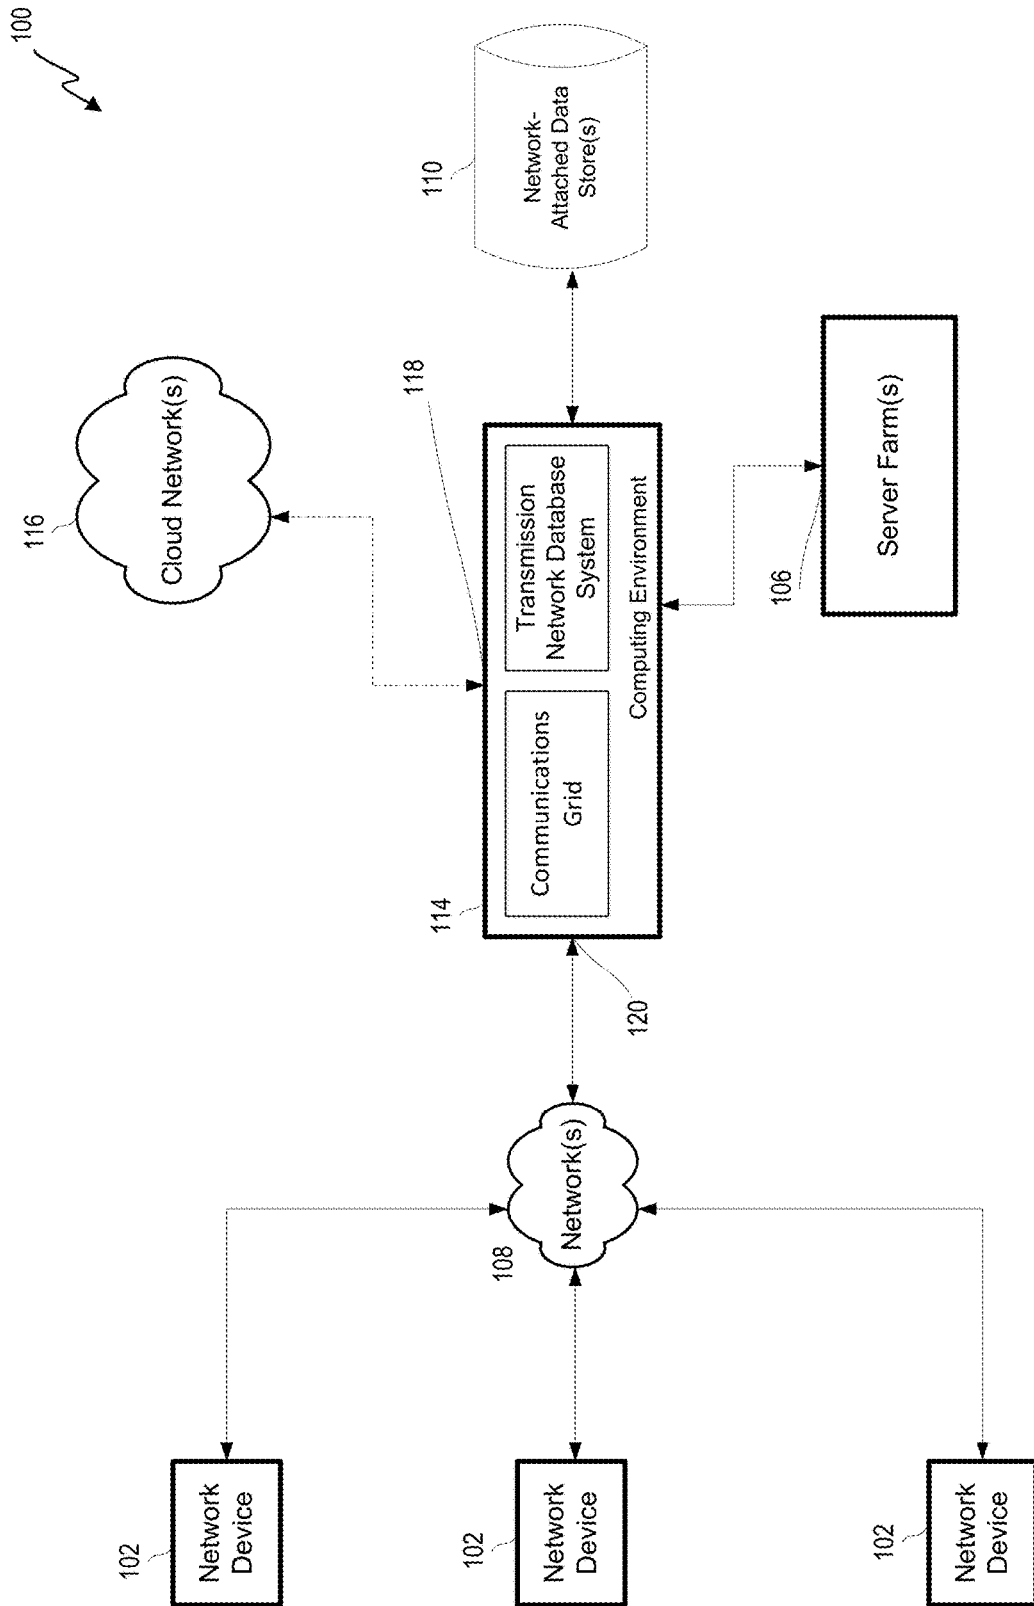 100
116
Cloud Network(s)
110
Network-
Attached Data
Store(s)
118
114
Communications
Grid
Transmission
Network Database
System
Computing Environment
120
106
Server Farm(s)
108
Network(s)
102
Network
Device
102
Network
Device
102
Network
Device